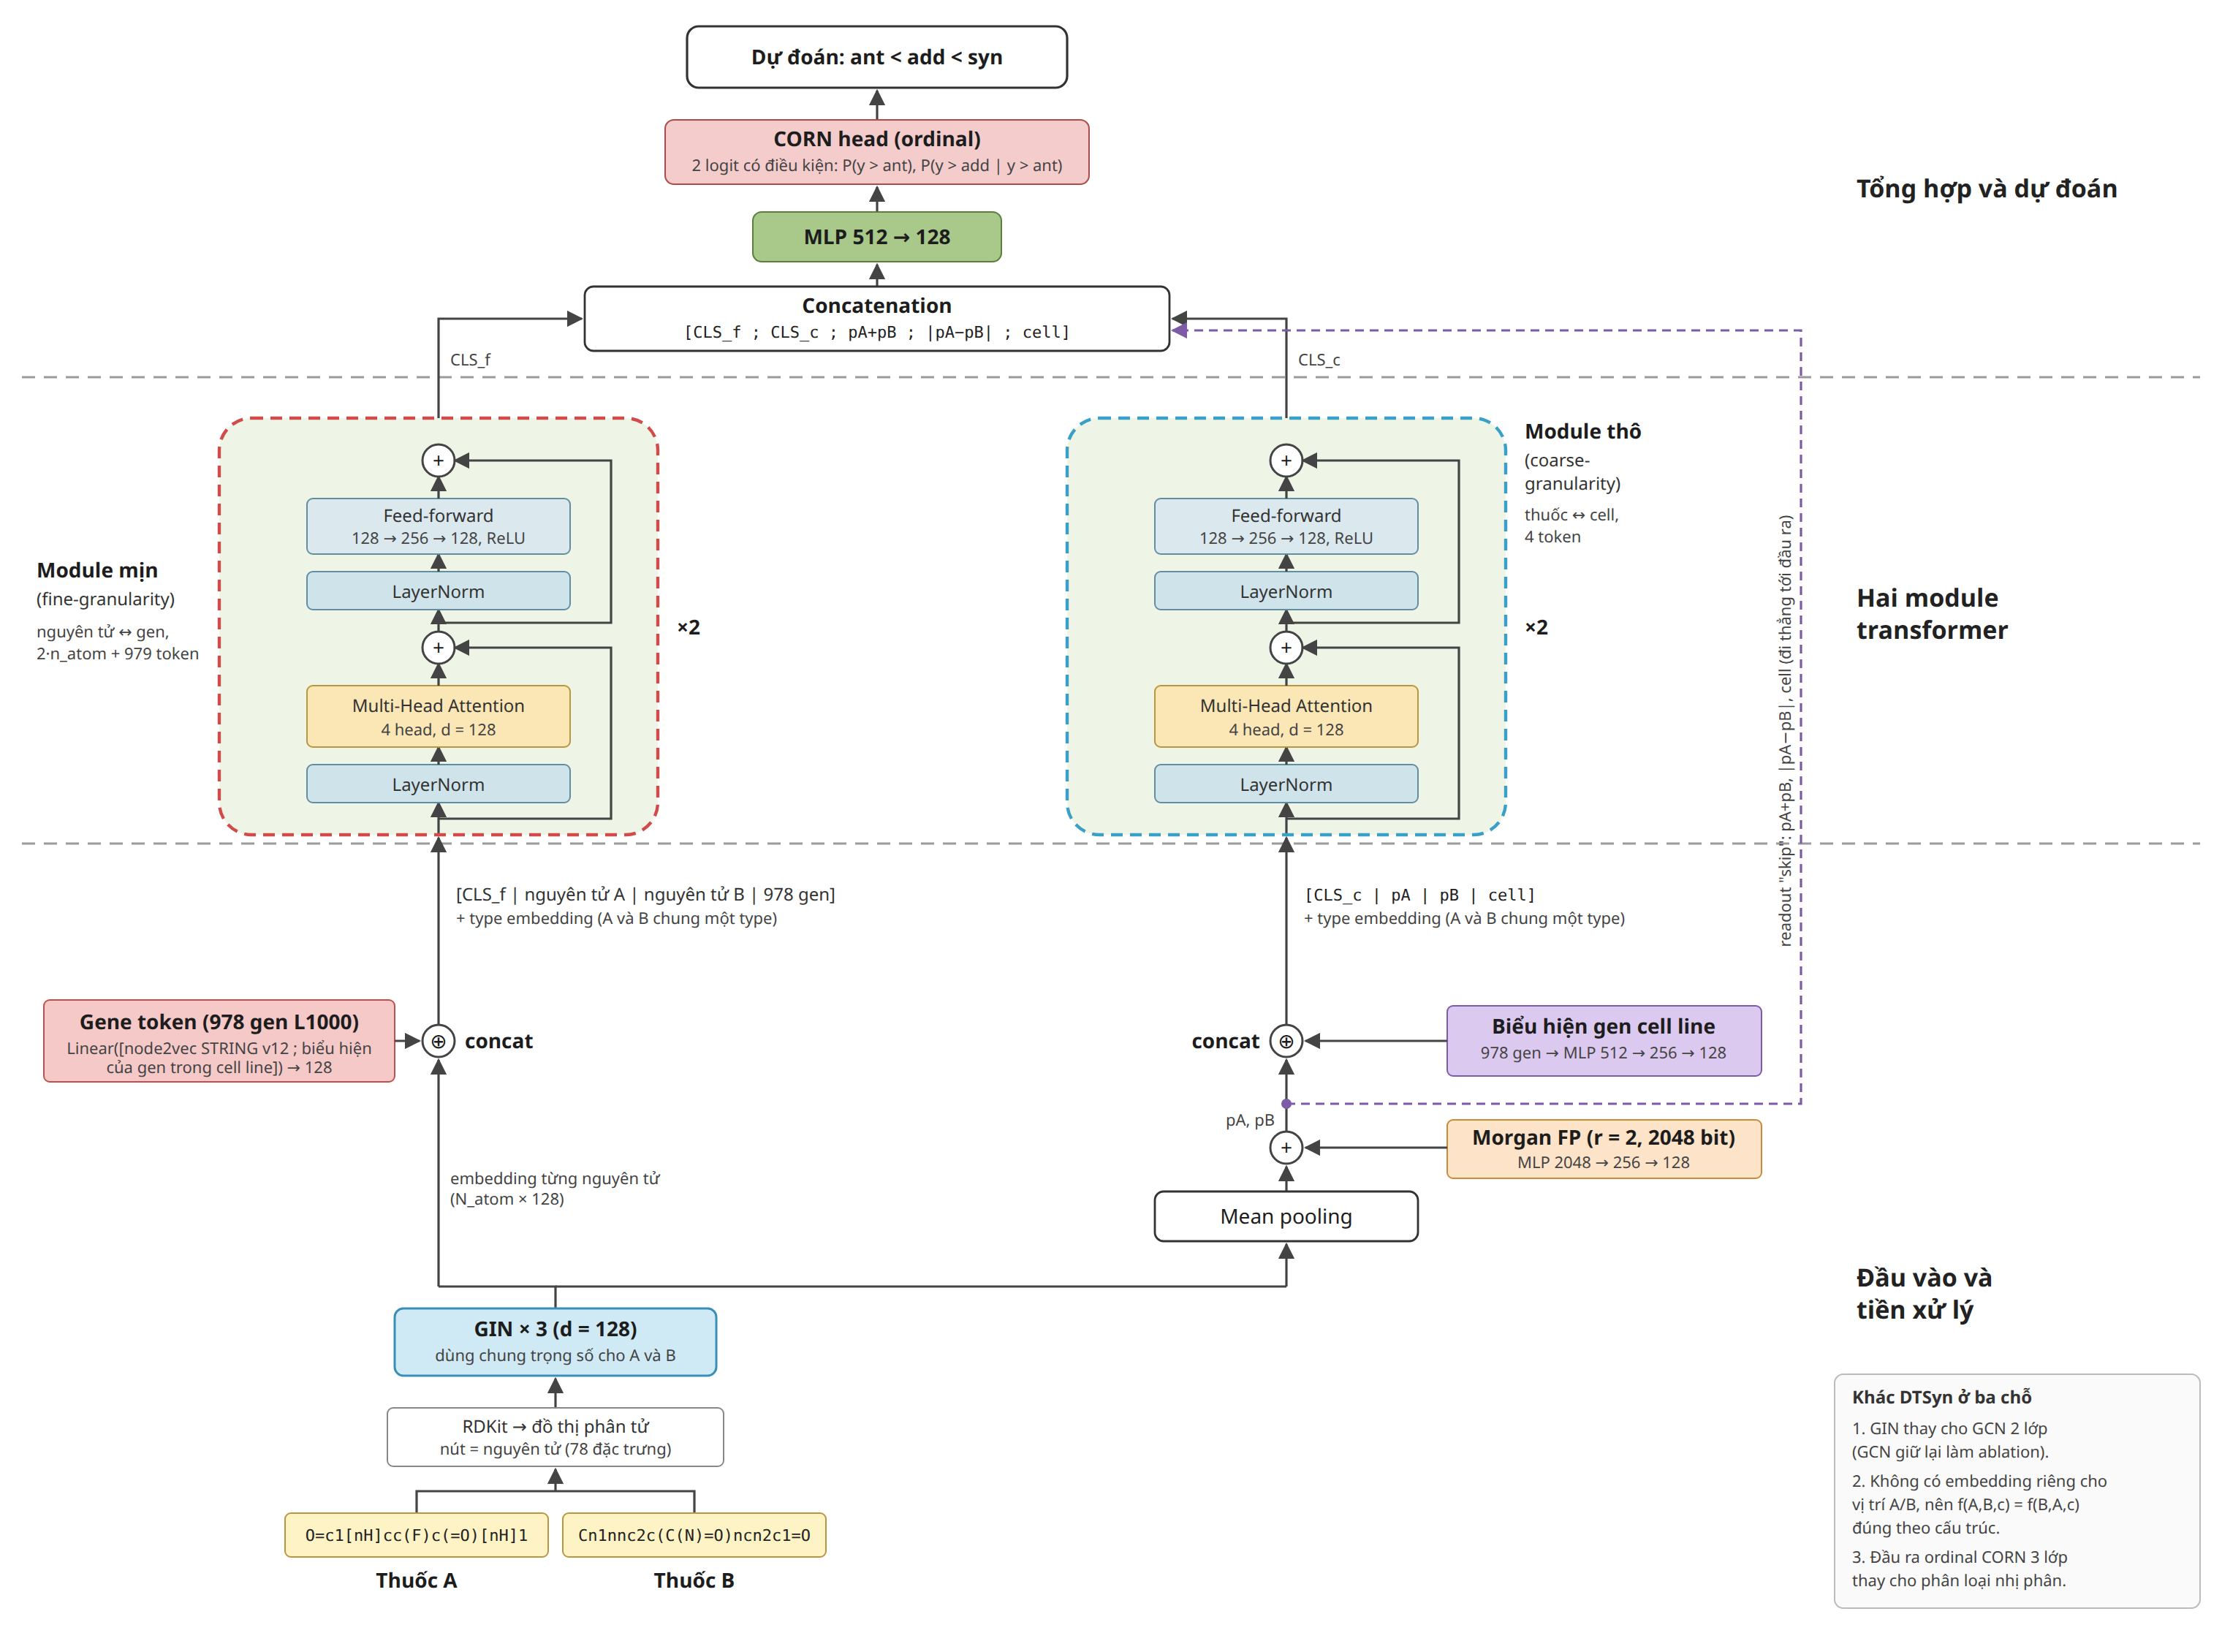 Dự đoán: ant < add < syn
CORN head (ordinal)
2 logit có điều kiện: P(y > ant), P(y > add | y > ant)
Tổng hợp và dự đoán
MLP 512 → 128
Concatenation
[CLS_f ; CLS_c ; pA+pB ; |pA−pB| ; cell]
CLS_f
CLS_c
Module mịn
(fine-granularity)
nguyên tử ↔ gen,
2·n_atom + 979 token
+
Feed-forward
128 → 256 → 128, ReLU
LayerNorm
+
Multi-Head Attention
4 head, d = 128
LayerNorm
×2
+
Feed-forward
128 → 256 → 128, ReLU
LayerNorm
+
Multi-Head Attention
4 head, d = 128
LayerNorm
Module thô
(coarse-
granularity)
thuốc ↔ cell,
4 token
×2
readout "skip": pA+pB, |pA−pB|, cell (đi thẳng tới đầu ra)
Hai module
transformer
[CLS_f | nguyên tử A | nguyên tử B | 978 gen]
+ type embedding (A và B chung một type)
[CLS_c | pA | pB | cell]
+ type embedding (A và B chung một type)
Gene token (978 gen L1000)
Linear([node2vec STRING v12 ; biểu hiện
của gen trong cell line]) → 128
⊕
concat
concat
⊕
Biểu hiện gen cell line
978 gen → MLP 512 → 256 → 128
pA, pB
+
Morgan FP (r = 2, 2048 bit)
MLP 2048 → 256 → 128
embedding từng nguyên tử
(N_atom × 128)
Mean pooling
Đầu vào và
tiền xử lý
GIN × 3 (d = 128)
dùng chung trọng số cho A và B
RDKit → đồ thị phân tử
nút = nguyên tử (78 đặc trưng)
O=c1[nH]cc(F)c(=O)[nH]1
Cn1nnc2c(C(N)=O)ncn2c1=O
Thuốc A
Thuốc B
Khác DTSyn ở ba chỗ
1. GIN thay cho GCN 2 lớp
(GCN giữ lại làm ablation).
2. Không có embedding riêng cho
vị trí A/B, nên f(A,B,c) = f(B,A,c)
đúng theo cấu trúc.
3. Đầu ra ordinal CORN 3 lớp
thay cho phân loại nhị phân.